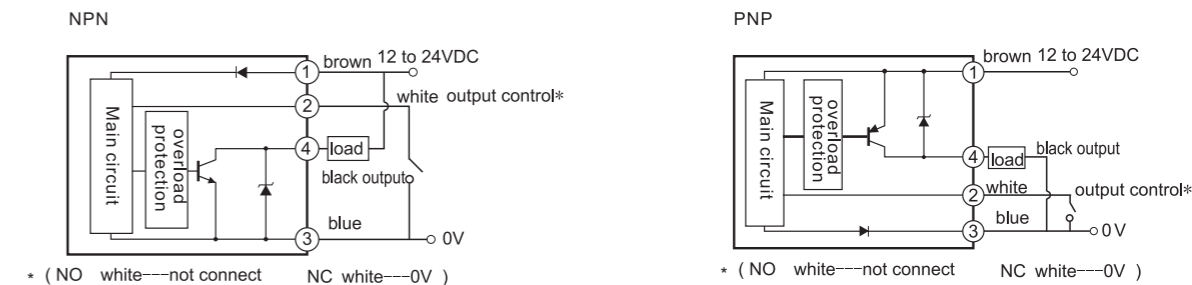 NPN
Main circuit
overload
protection
1
brown 12 to 24VDC
2
white output control*
4
load
black output
3
blue
0V
* ( NO white---not connect NC white---0V )
PNP
Main circuit
overload
protection
1
brown 12 to 24VDC
4
load
black output
2
white
output control*
3
blue
0V
* ( NO white---not connect NC white---0V )